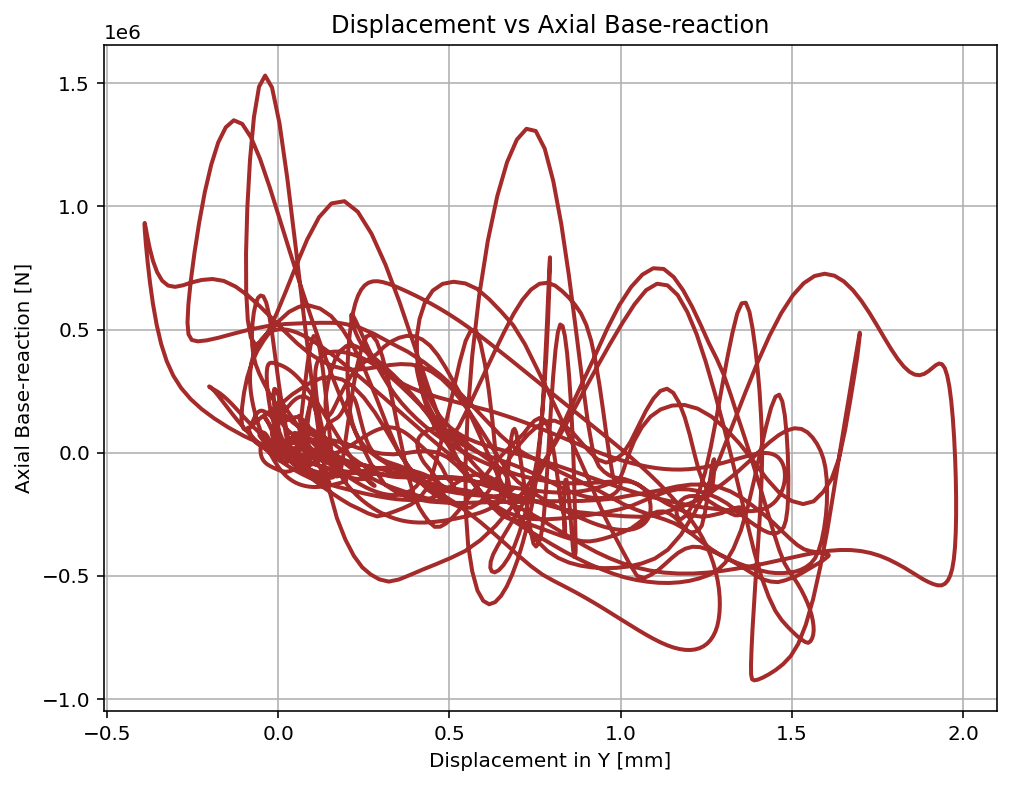 Displacement vs Axial Base-reaction
1e6
1.5
1.0
0.5
0.0
−0.5
−1.0
Axial Base-reaction [N]
−0.5 0.0 0.5 1.0 1.5 2.0
Displacement in Y [mm]